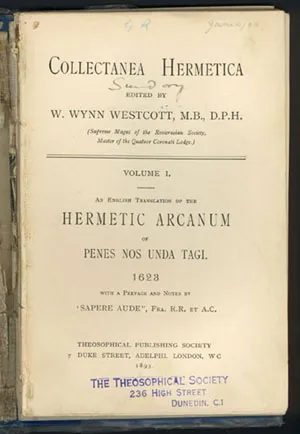 COLLECTANEA HERMETICA
EDITED BY
W. WYNN WESTCOTT, M.B., D.P.H.
(Supreme Magus of the Rosicrucian Society,
Master of the Quatuor Coronati Lodge.)
VOLUME I.
AN ENGLISH TRANSLATION OF THE
HERMETIC ARCANUM
OF
PENES NOS UNDA TAGI.
1623
WITH A PREFACE AND NOTES BY
'SAPERE AUDE", FRA. R.R. ET A.C.
THEOSOPHICAL PUBLISHING SOCIETY
7 DUKE STREET, ADELPHI. LONDON, W C
1893.
THE THEOSOPHICAL SOCIETY
236 HIGH STREET
DUNEDIN. C.I